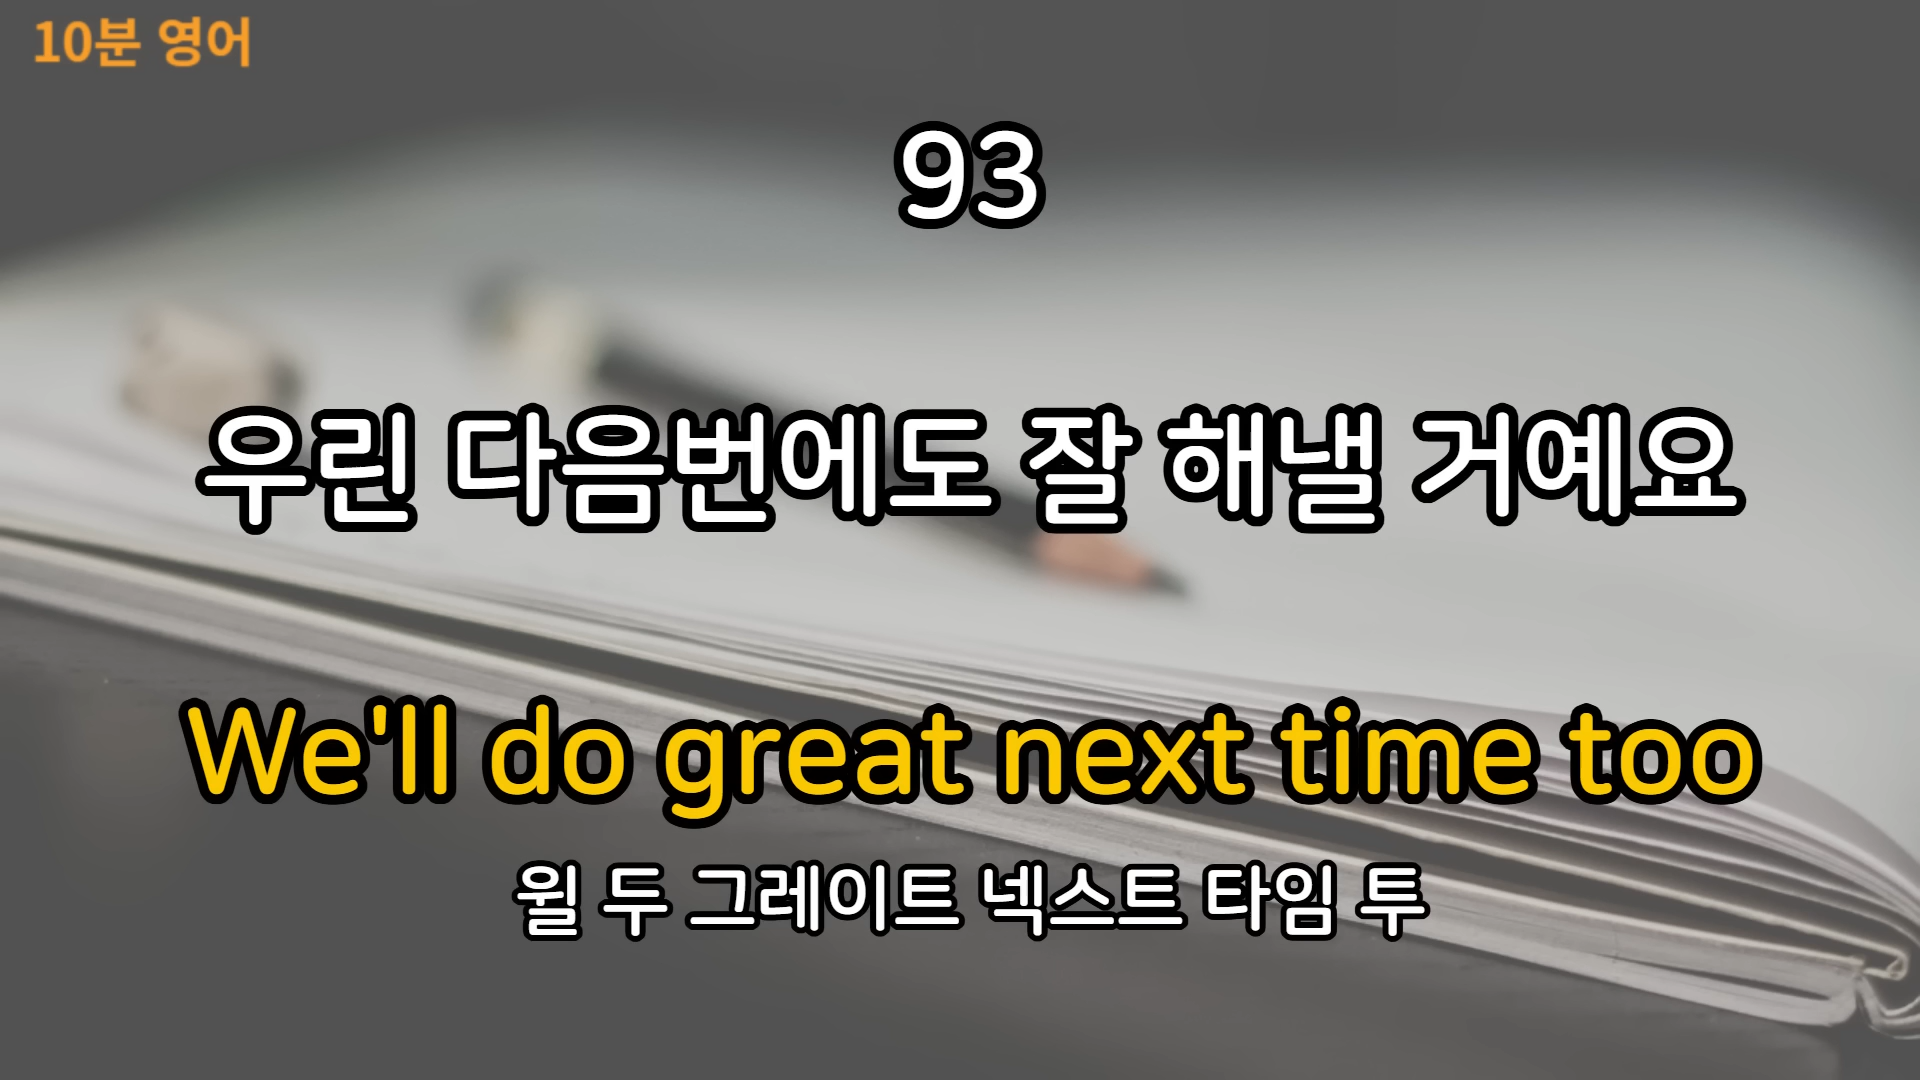 10분 영어
93
우린 다음번에도 잘 해낼 거예요
We'll do great next time too
윌 두 그레이트 넥스트 타임 투